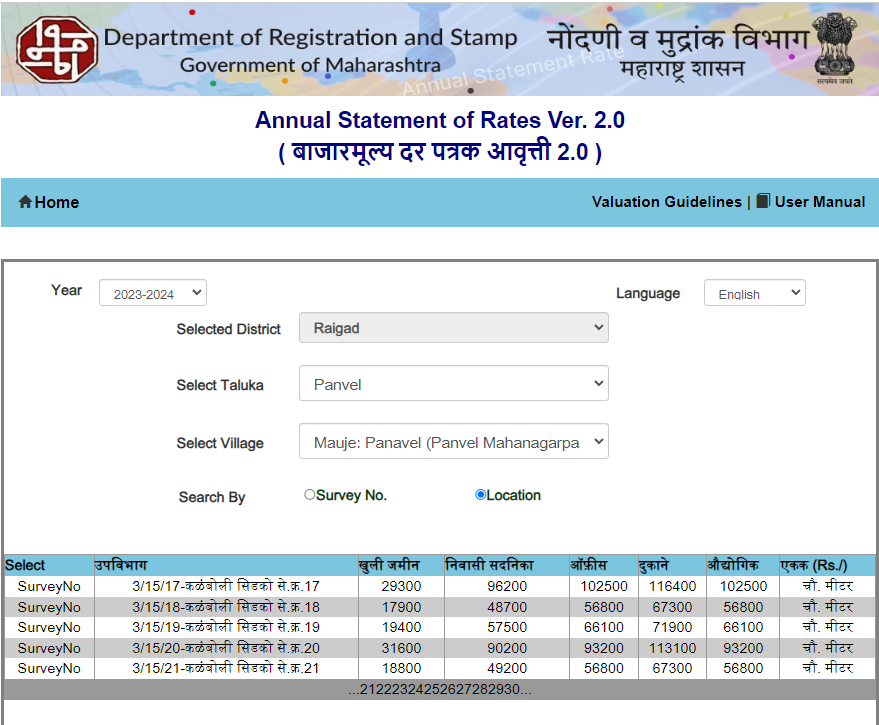 Department of Registration and Stamp
Government of Maharashtra
नोंदणी व मुद्रांक विभाग
महाराष्ट्र शासन
Annual Statement Rate
सत्यमेव जयते
Annual Statement of Rates Ver. 2.0
( बाजारमूल्य दर पत्रक आवृत्ती 2.0 )
Home
Valuation Guidelines | User Manual
Year 2023-2024 Language English
Selected District Raigad
Select Taluka Panvel
Select Village Mauje: Panavel (Panvel Mahanagarpa
Search By Survey No. Location
Select उपविभाग खुली जमीन निवासी सदनिका ऑफ़ीस दुकाने औद्योगिक एकक (Rs./)
SurveyNo 3/15/17-कळंबोली सिडको से.क्र.17 29300 96200 102500 116400 102500 चौ. मीटर
SurveyNo 3/15/18-कळंबोली सिडको से.क्र.18 17900 48700 56800 67300 56800 चौ. मीटर
SurveyNo 3/15/19-कळंबोली सिडको से.क्र.19 19400 57500 66100 71900 66100 चौ. मीटर
SurveyNo 3/15/20-कळंबोली सिडको से.क्र.20 31600 90200 93200 113100 93200 चौ. मीटर
SurveyNo 3/15/21-कळंबोली सिडको से.क्र.21 18800 49200 56800 67300 56800 चौ. मीटर
...21222324252627282930...